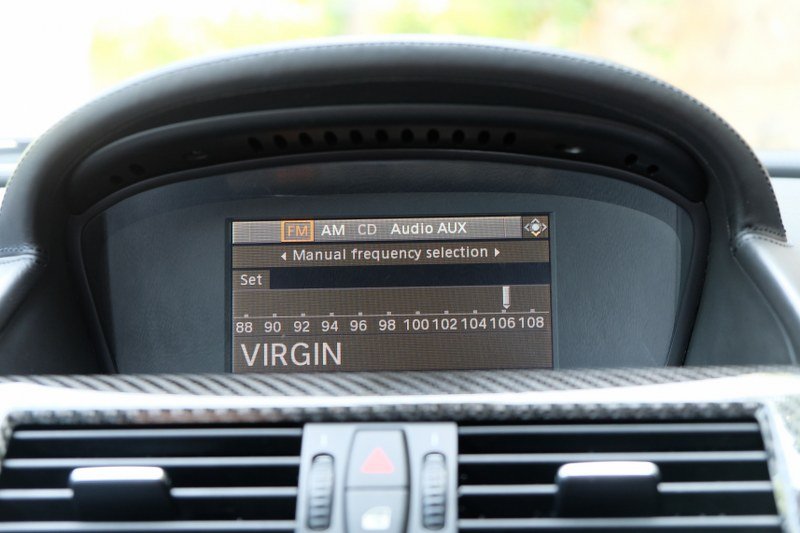 FM AM CD Audio AUX
Manual frequency selection
Set
88 90 92 94 96 98 100 102 104 106 108
VIRGIN